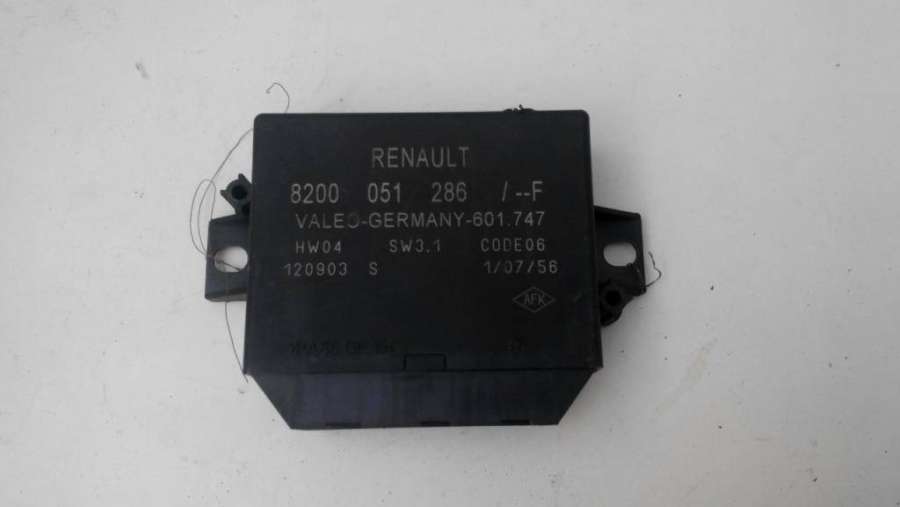 RENAULT
8200 051 286 /--F
VALEO-GERMANY-601.747
HW04 SW3.1 CODE06
120903 S 1/07/56
AFK